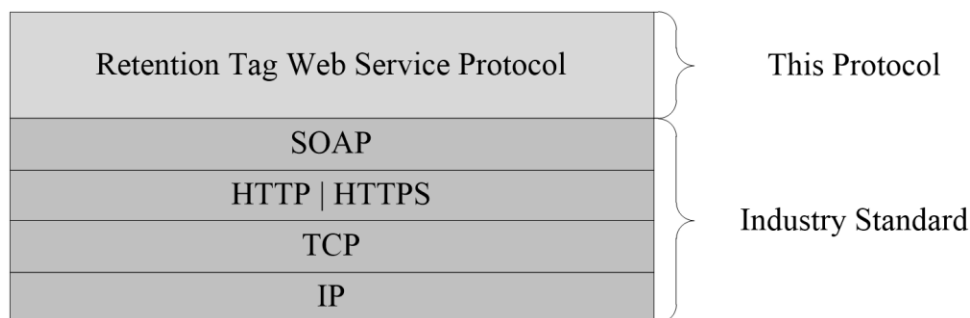 Retention Tag Web Service Protocol
This Protocol
SOAP
HTTP | HTTPS
TCP
IP
Industry Standard